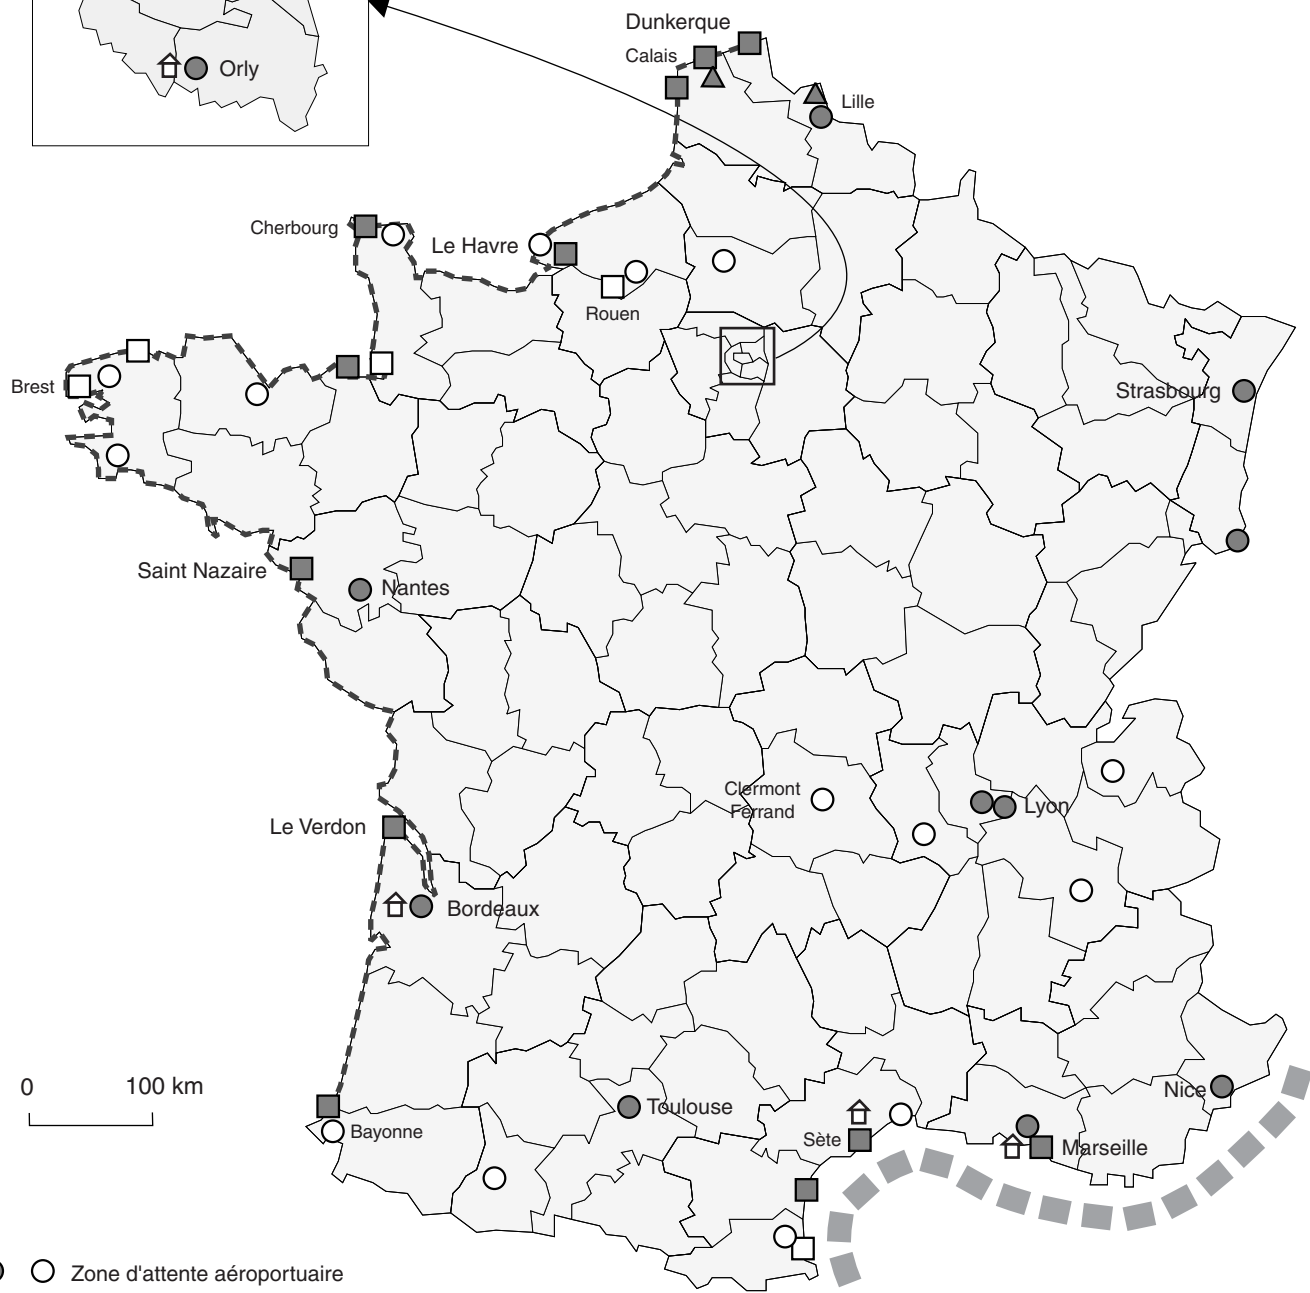 Orly
Dunkerque
Calais
Lille
Cherbourg
Le Havre
Rouen
Brest
Strasbourg
Saint Nazaire
Nantes
Clermont
Ferrand
Lyon
Le Verdon
Bordeaux
0 100 km
Nice
Toulouse
Bayonne
Sète
Marseille
Zone d'attente aéroportuaire